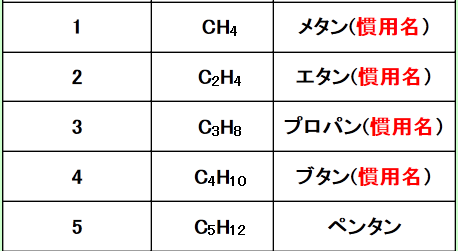 1 CH4 メタン(慣用名)
2 C2H4 エタン(慣用名)
3 C3H8 プロパン(慣用名)
4 C4H10 ブタン(慣用名)
5 C5H12 ペンタン